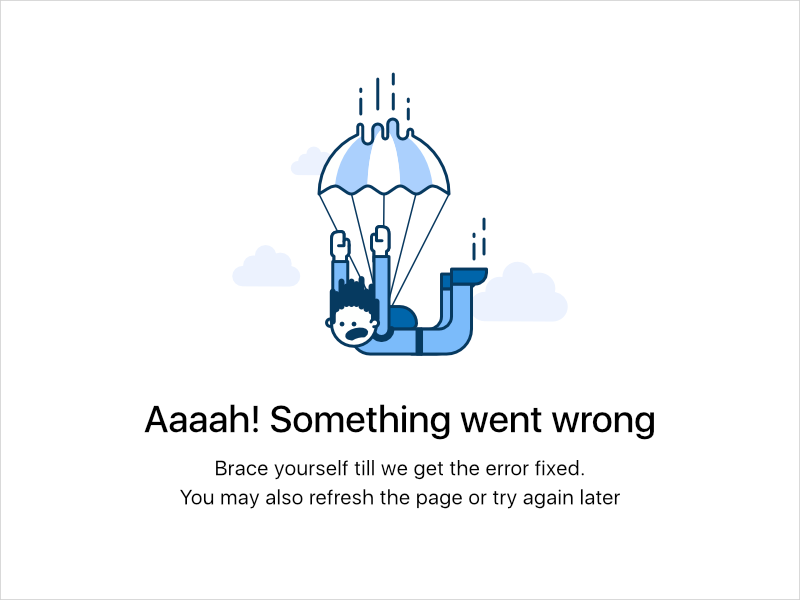 Aaaah! Something went wrong
Brace yourself till we get the error fixed.
You may also refresh the page or try again later